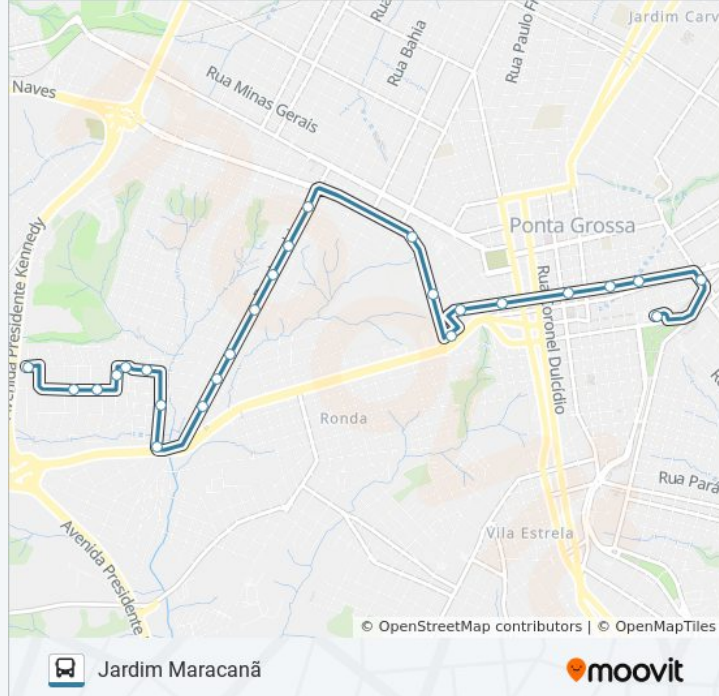 Jardim Carv
Rua
Rua Bahia
Rua Paulo F
Naves
Rua Minas Gerais
Avenida Presidente Kennedy
Ponta Grossa
Rua Coronel Dulcídio
Ronda
Rua Pará
Vila Estrela
Avenida Presidente
© OpenStreetMap contributors | © OpenMapTiles
Jardim Maracanã
moovit